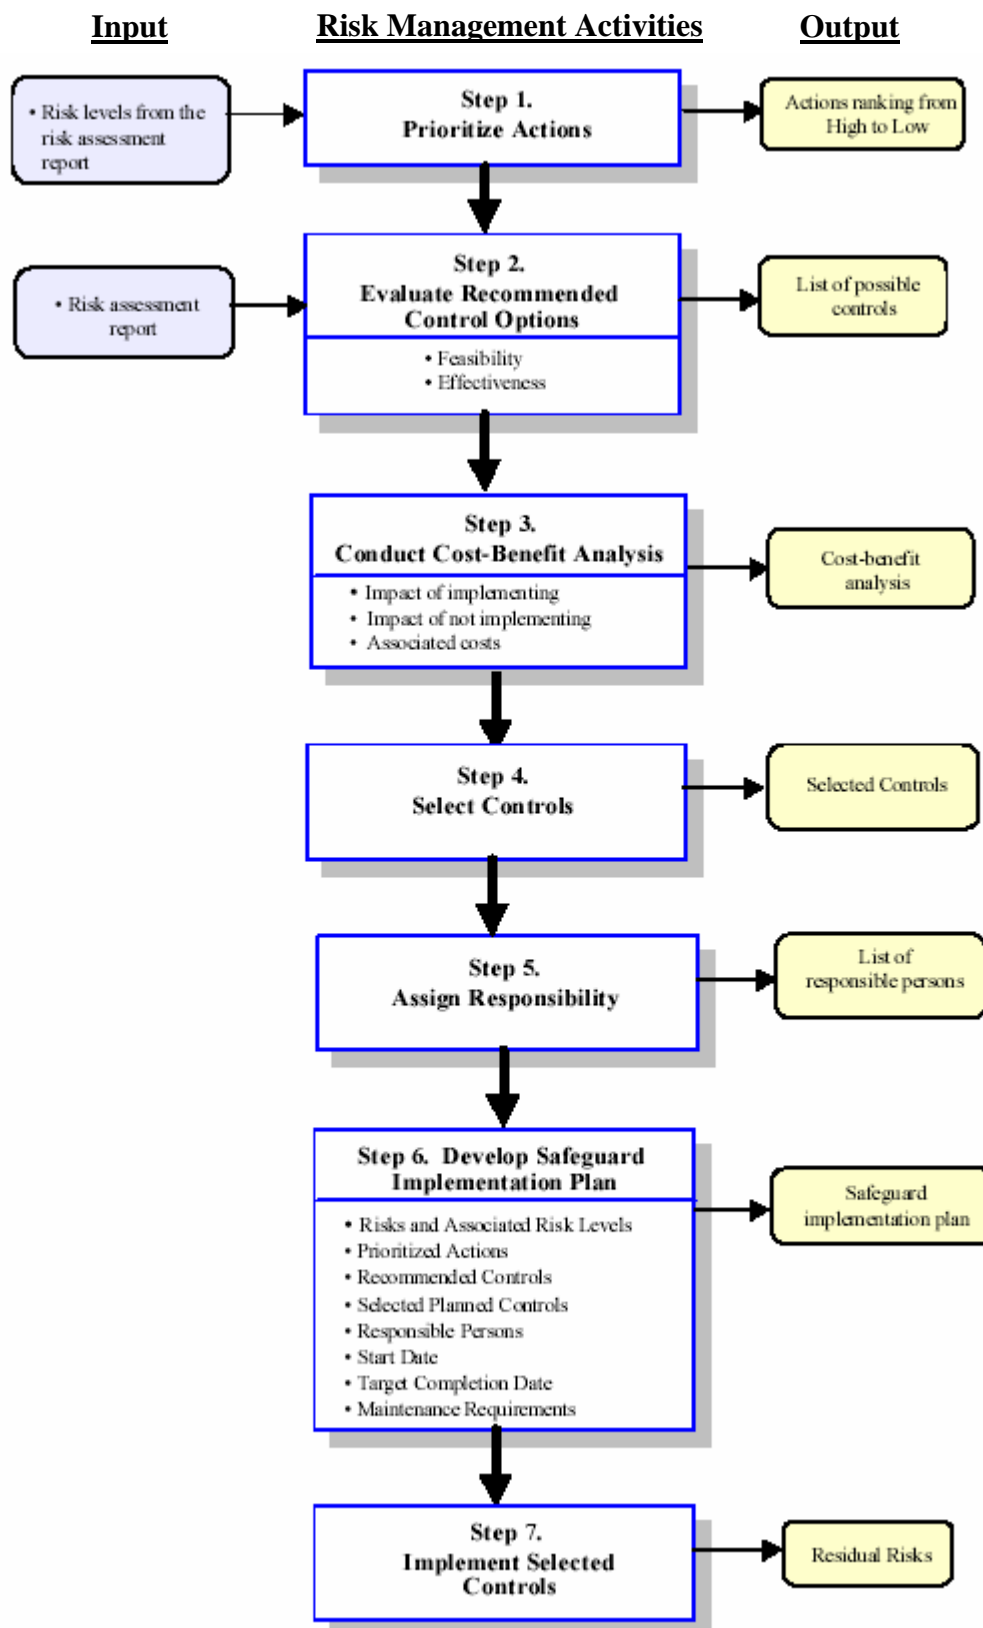 Input
Risk Management Activities
Output
• Risk levels from the
risk assessment
report
Step 1.
Prioritize Actions
Actions ranking from
High to Low
• Risk assessment
report
Step 2.
Evaluate Recommended
Control Options
• Feasibility
• Effectiveness
List of possible
controls
Step 3.
Conduct Cost-Benefit Analysis
• Impact of implementing
• Impact of not implementing
• Associated costs
Cost-benefit
analysis
Step 4.
Select Controls
Selected Controls
Step 5.
Assign Responsibility
List of
responsible persons
Step 6. Develop Safeguard
Implementation Plan
• Risks and Associated Risk Levels
• Prioritized Actions
• Recommended Controls
• Selected Planned Controls
• Responsible Persons
• Start Date
• Target Completion Date
• Maintenance Requirements
Safeguard
implementation plan
Step 7.
Implement Selected
Controls
Residual Risks